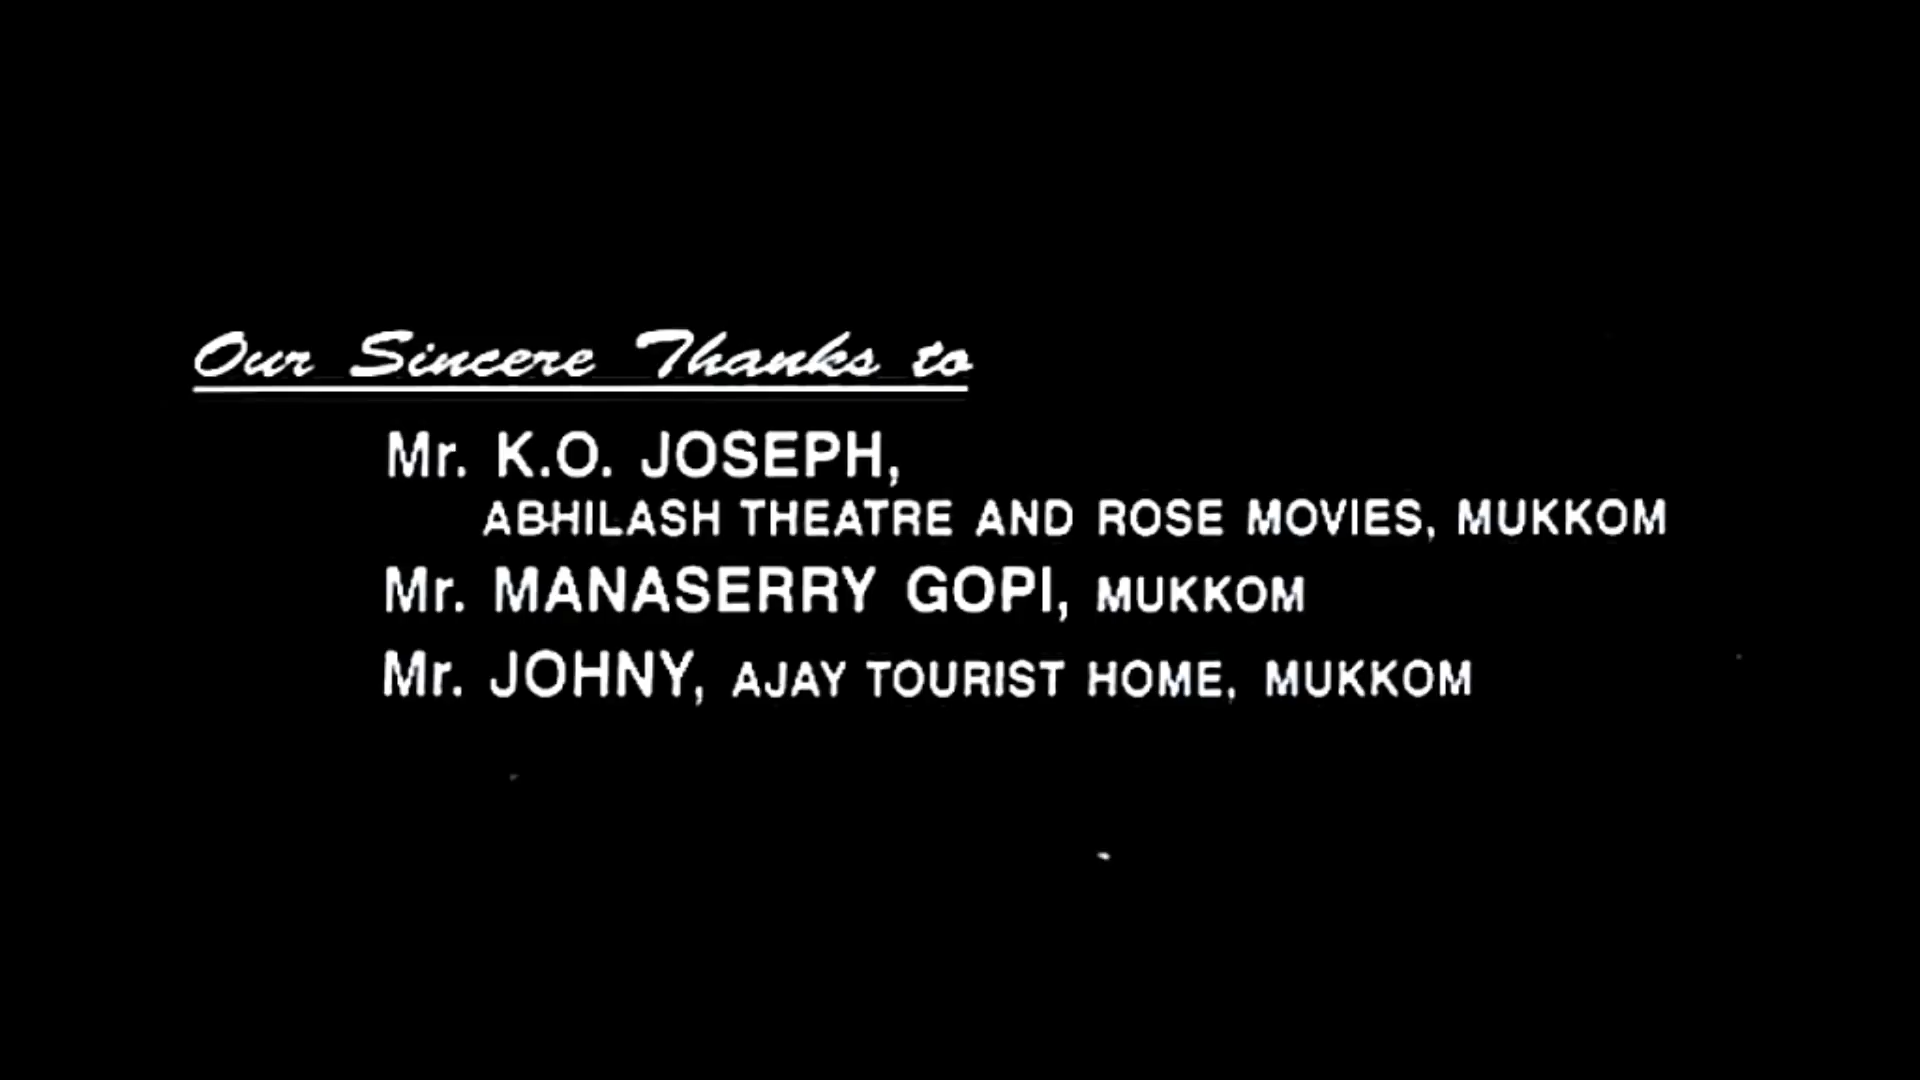 Our Sincere Thanks to
Mr. K.O. JOSEPH,
ABHILASH THEATRE AND ROSE MOVIES, MUKKOM
Mr. MANASERRY GOPI, MUKKOM
Mr. JOHNY, AJAY TOURIST HOME, MUKKOM